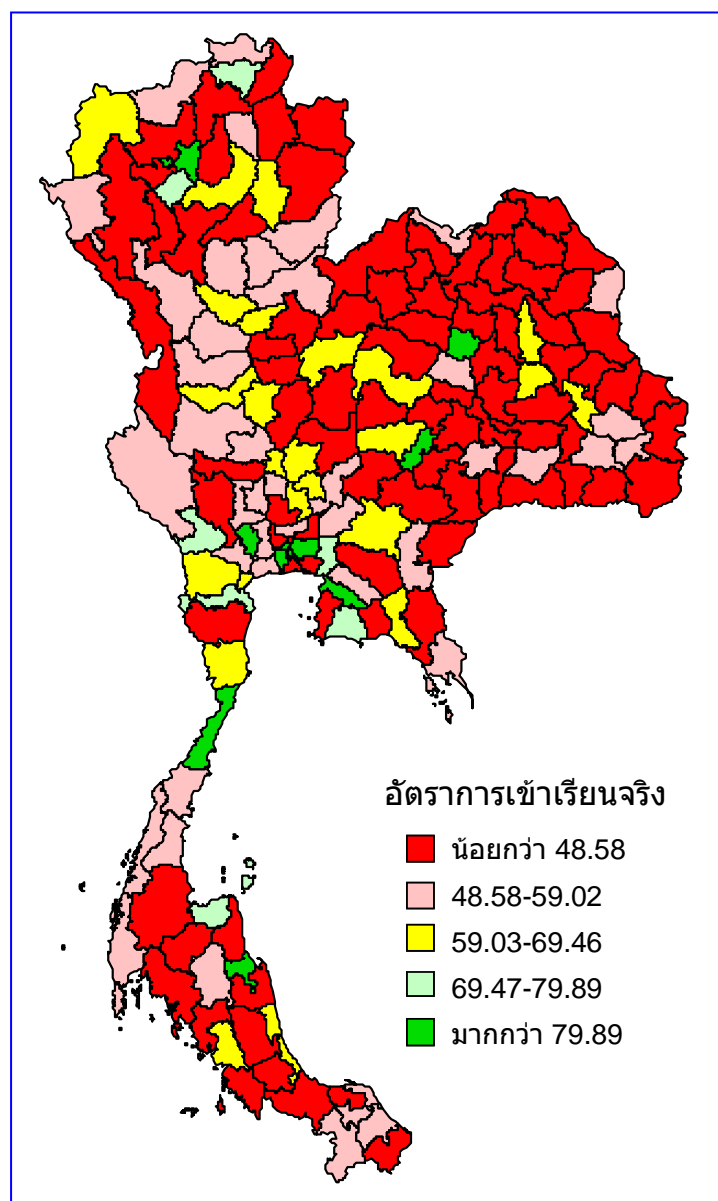 อัตราการเข้าเรียนจริง
น้อยกว่า 48.58
48.58-59.02
59.03-69.46
69.47-79.89
มากกว่า 79.89